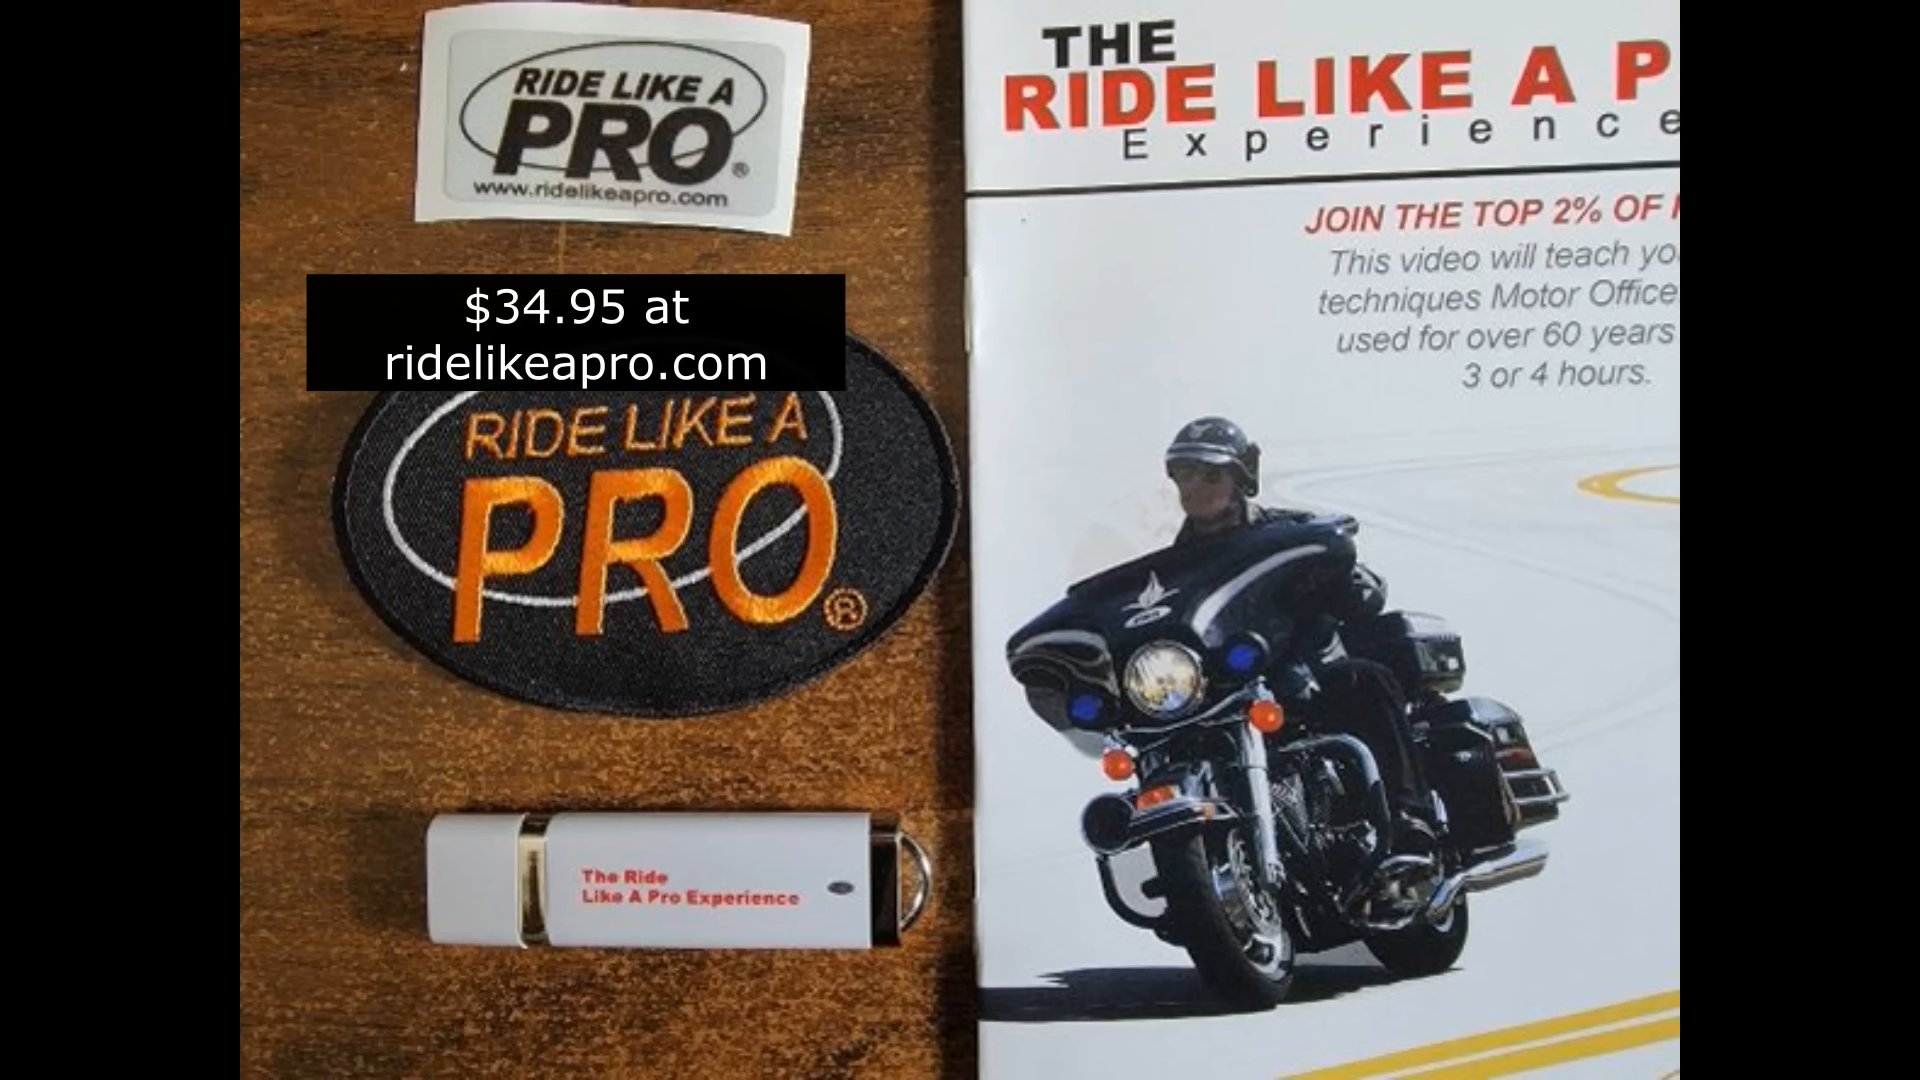 RIDE LIKE A
PRO®
www.ridelikeapro.com
$34.95 at
ridelikeapro.com
RIDE LIKE A
PRO®
The Ride
Like A Pro Experience
THE
RIDE LIKE A P
Experience
JOIN THE TOP 2% OF
This video will teach
techniques Motor
used for over 60 years
3 or 4 hours.